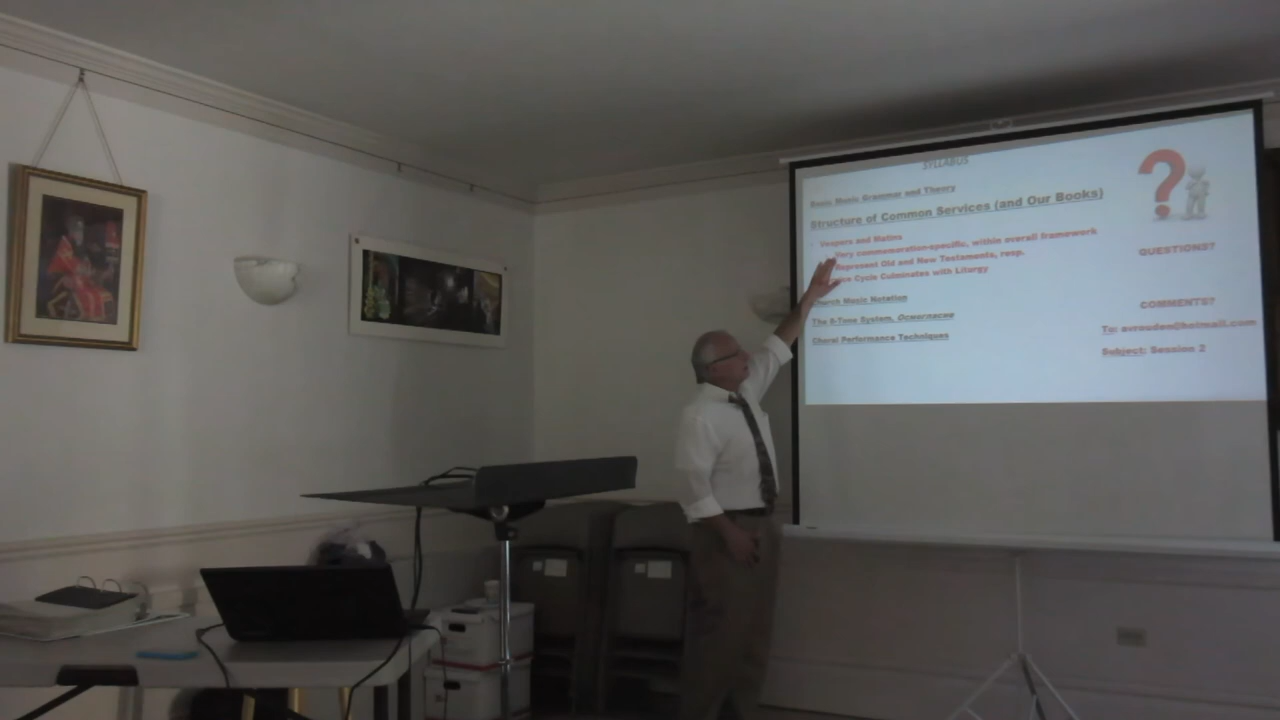 SYLLABUS
Basic Music Grammar and Theory
Structure of Common Services (and Our Books)
Vespers and Matins
Very commemoration-specific, within overall framework
Represent Old and New Testaments, resp.
Cycle Culminates with Liturgy
Church Music Notation
The 8-Tone System,
Choral Performance Techniques
?
QUESTIONS?
COMMENTS?
To: avrouden@hotmail.com
Subject: Session 2